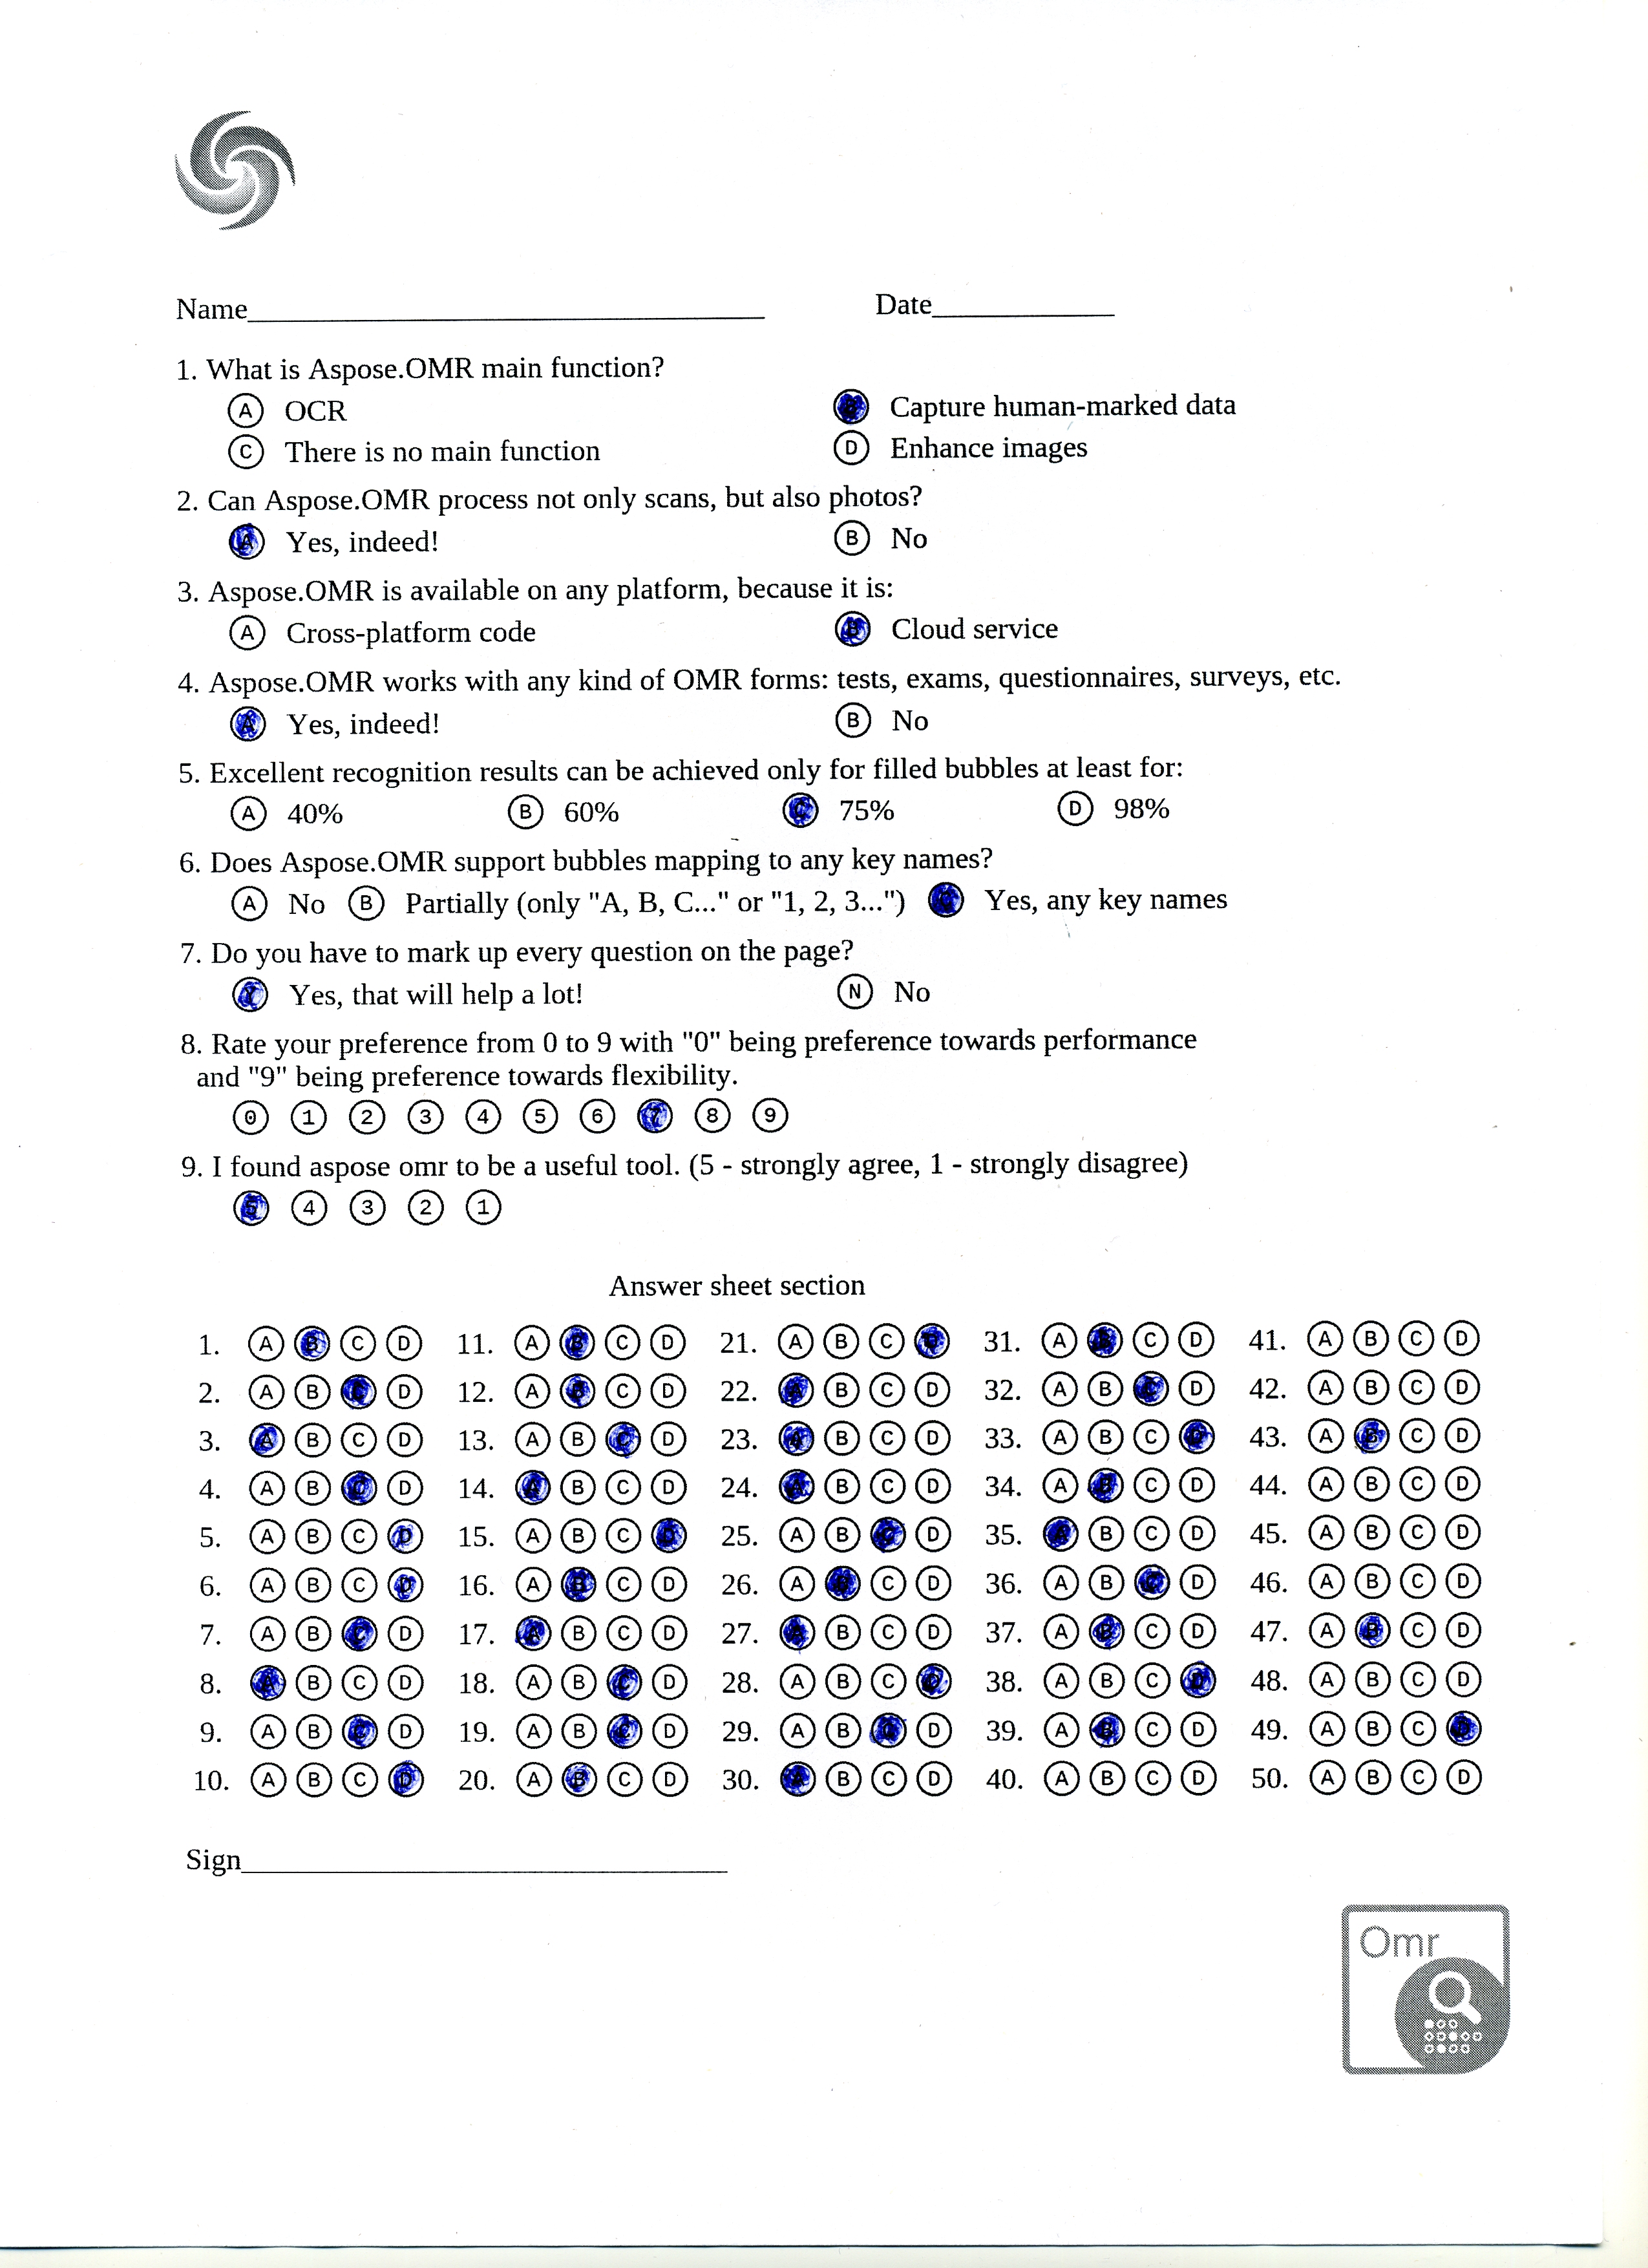 Name Date
1. What is Aspose.OMR main function?
A OCR B Capture human-marked data
C There is no main function D Enhance images
2. Can Aspose.OMR process not only scans, but also photos?
A Yes, indeed! B No
3. Aspose.OMR is available on any platform, because it is:
A Cross-platform code B Cloud service
4. Aspose.OMR works with any kind of OMR forms: tests, exams, questionnaires, surveys, etc.
A Yes, indeed! B No
5. Excellent recognition results can be achieved only for filled bubbles at least for:
A 40% B 60% C 75% D 98%
6. Does Aspose.OMR support bubbles mapping to any key names?
A No B Partially (only "A, B, C..." or "1, 2, 3...") C Yes, any key names
7. Do you have to mark up every question on the page?
Y Yes, that will help a lot! N No
8. Rate your preference from 0 to 9 with "0" being preference towards performance
and "9" being preference towards flexibility.
0 1 2 3 4 5 6 7 8 9
9. I found aspose omr to be a useful tool. (5 - strongly agree, 1 - strongly disagree)
5 4 3 2 1
Answer sheet section
1. A B C D 11. A B C D 21. A B C D 31. A B C D 41. A B C D
2. A B C D 12. A B C D 22. A B C D 32. A B C D 42. A B C D
3. A B C D 13. A B C D 23. A B C D 33. A B C D 43. A B C D
4. A B C D 14. A B C D 24. A B C D 34. A B C D 44. A B C D
5. A B C D 15. A B C D 25. A B C D 35. A B C D 45. A B C D
6. A B C D 16. A B C D 26. A B C D 36. A B C D 46. A B C D
7. A B C D 17. A B C D 27. A B C D 37. A B C D 47. A B C D
8. A B C D 18. A B C D 28. A B C D 38. A B C D 48. A B C D
9. A B C D 19. A B C D 29. A B C D 39. A B C D 49. A B C D
10. A B C D 20. A B C D 30. A B C D 40. A B C D 50. A B C D
Sign
Omr